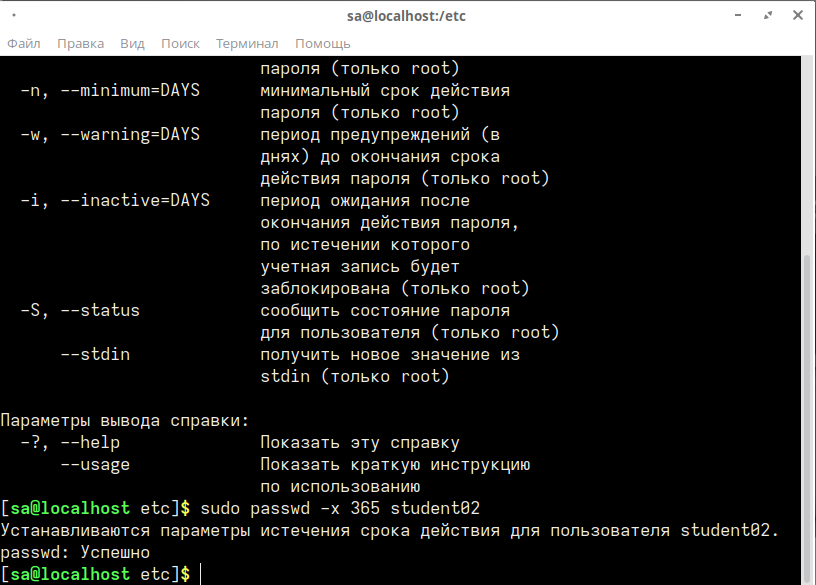 sa@localhost:/etc
Файл Правка Вид Поиск Терминал Помощь
пароля (только root)
-n, --minimum=DAYS минимальный срок действия
пароля (только root)
-w, --warning=DAYS период предупреждений (в
днях) до окончания срока
действия пароля (только root)
-i, --inactive=DAYS период ожидания после
окончания действия пароля,
по истечении которого
учетная запись будет
заблокирована (только root)
-S, --status сообщить состояние пароля
для пользователя (только root)
--stdin получить новое значение из
stdin (только root)
Параметры вывода справки:
-?, --help Показать эту справку
--usage Показать краткую инструкцию
по использованию
[sa@localhost etc]$ sudo passwd -x 365 student02
Устанавливаются параметры истечения срока действия для пользователя student02.
passwd: Успешно
[sa@localhost etc]$